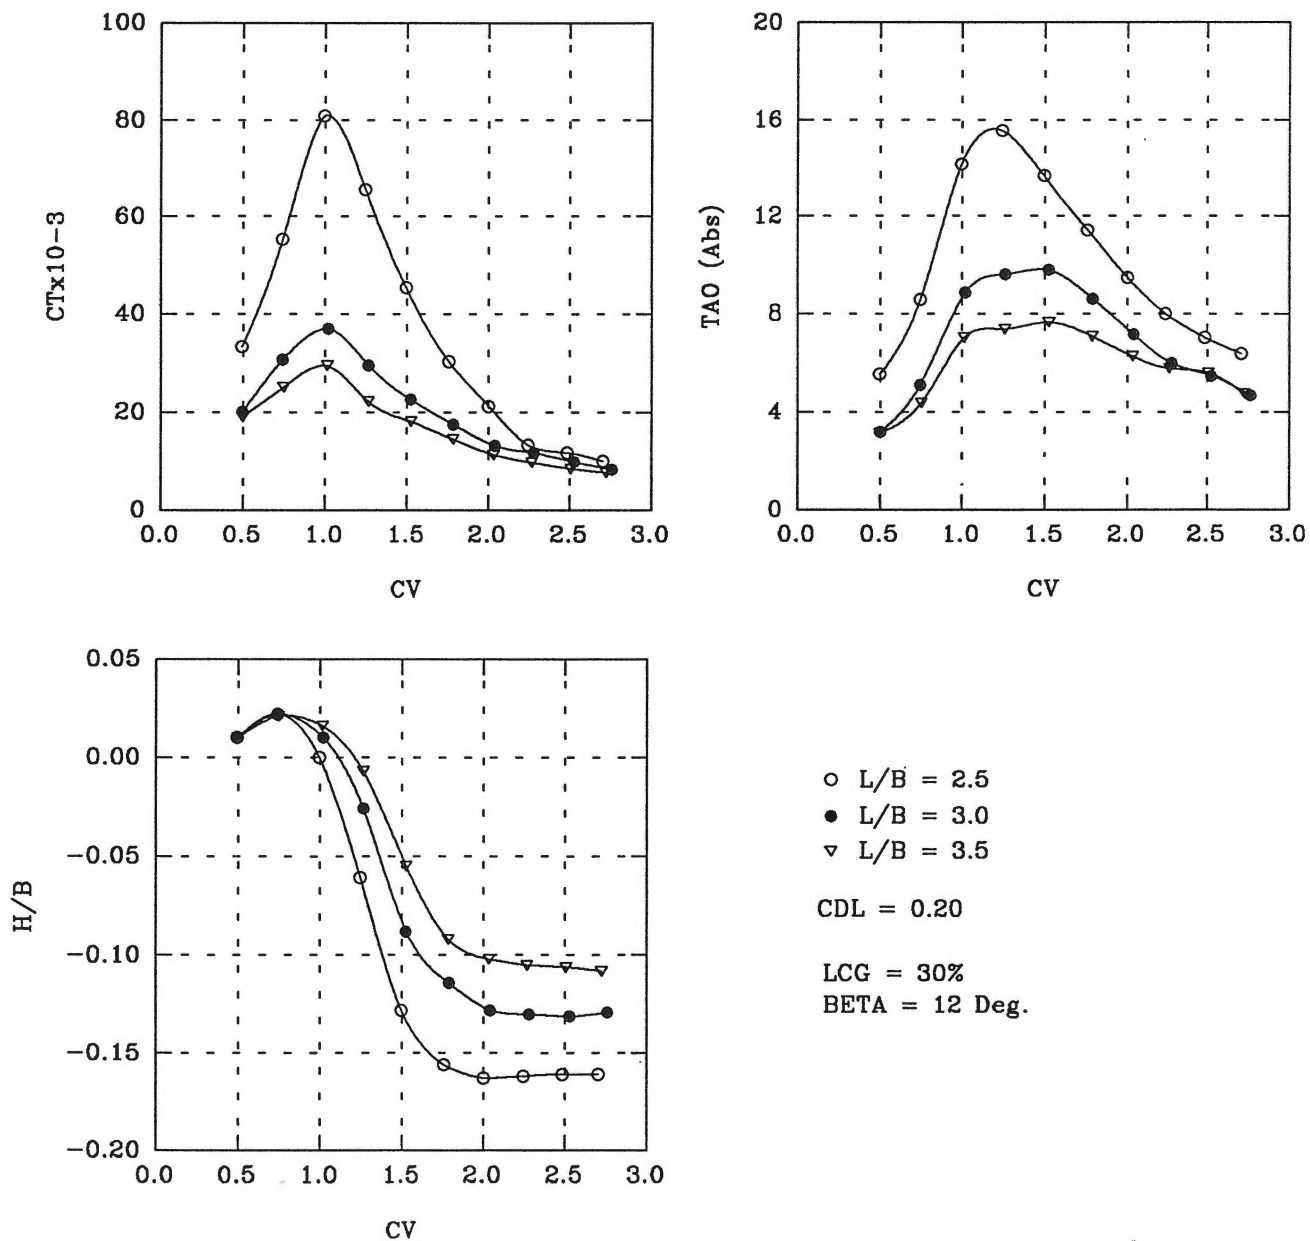 100
80
60
40
20
0
CTx10-3
0.0 0.5 1.0 1.5 2.0 2.5 3.0
CV
20
16
12
8
4
0
TAO (Abs)
0.0 0.5 1.0 1.5 2.0 2.5 3.0
CV
0.05
0.00
-0.05
-0.10
-0.15
-0.20
H/B
0.0 0.5 1.0 1.5 2.0 2.5 3.0
CV
L/B = 2.5
L/B = 3.0
L/B = 3.5
CDL = 0.20
LCG = 30%
BETA = 12 Deg.